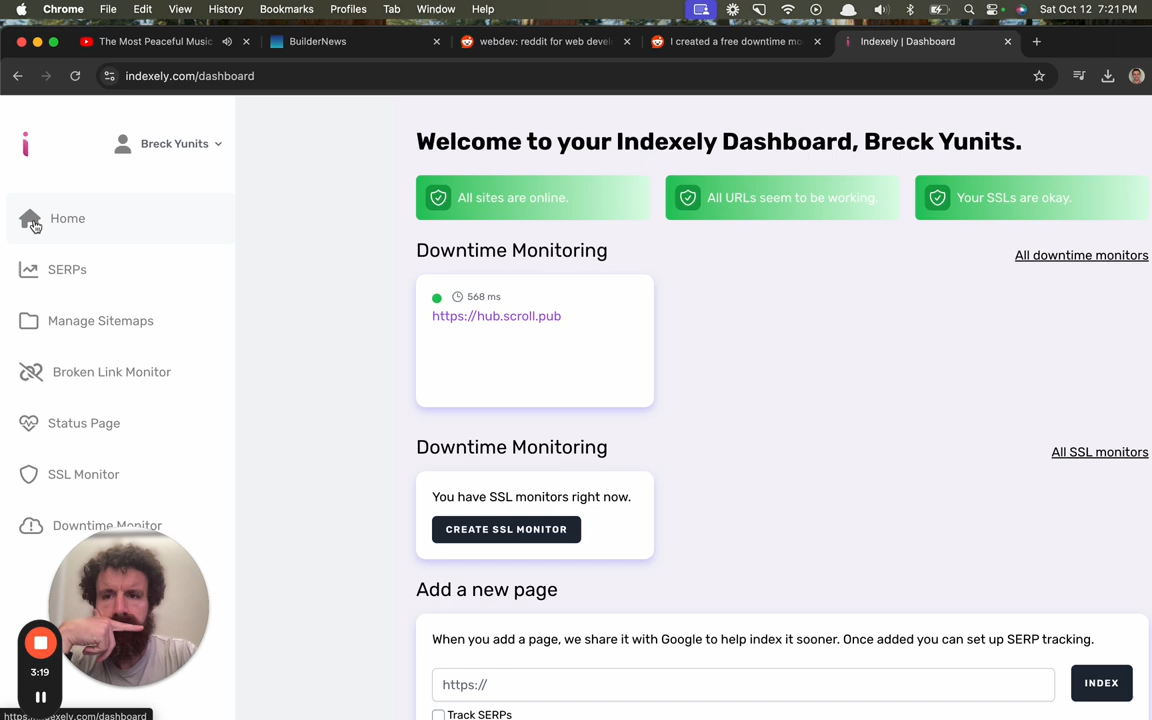 Chrome File Edit View History Bookmarks Profiles Tab Window Help Sat Oct 12 7:21 PM
The Most Peaceful Music
BuilderNews
webdev: reddit for web devel
I created a free downtime mo
Indexely | Dashboard
indexely.com/dashboard
Breck Yunits
Home
SERPs
Manage Sitemaps
Broken Link Monitor
Status Page
SSL Monitor
Downtime Monitor
3:19
https://indexely.com/dashboard
Welcome to your Indexely Dashboard, Breck Yunits.
All sites are online.
All URLs seem to be working.
Your SSLs are okay.
Downtime Monitoring
All downtime monitors
568 ms
https://hub.scroll.pub
Downtime Monitoring
All SSL monitors
You have SSL monitors right now.
CREATE SSL MONITOR
Add a new page
When you add a page, we share it with Google to help index it sooner. Once added you can set up SERP tracking.
https://
INDEX
Track SERPs